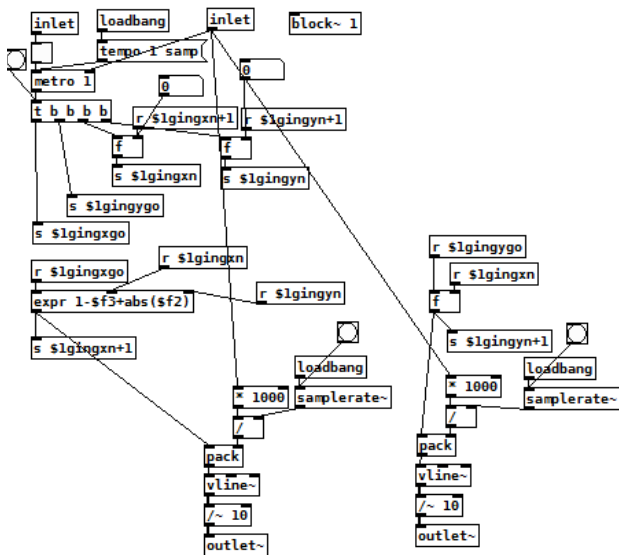 inlet
loadbang
inlet
block~ 1
tempo 1 samp
metro 1
0
0
t b b b b
r $1gingxn+1
r $1gingyn+1
f
f
s $1gingxn
s $1gingyn
s $1gingygo
s $1gingxgo
r $1gingxn
r $1gingygo
r $1gingxgo
r $1gingxn
expr 1-$f3+abs($f2)
r $1gingyn
f
s $1gingxn+1
s $1gingyn+1
loadbang
loadbang
* 1000
samplerate~
* 1000
samplerate~
/
/
pack
pack
vline~
vline~
/~ 10
/~ 10
outlet~
outlet~